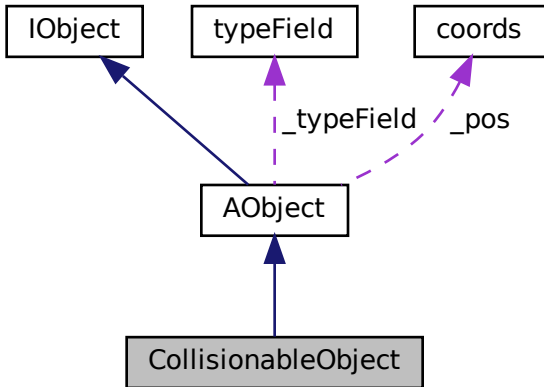 IObject
typeField
coords
_typeField
_pos
AObject
CollisionableObject